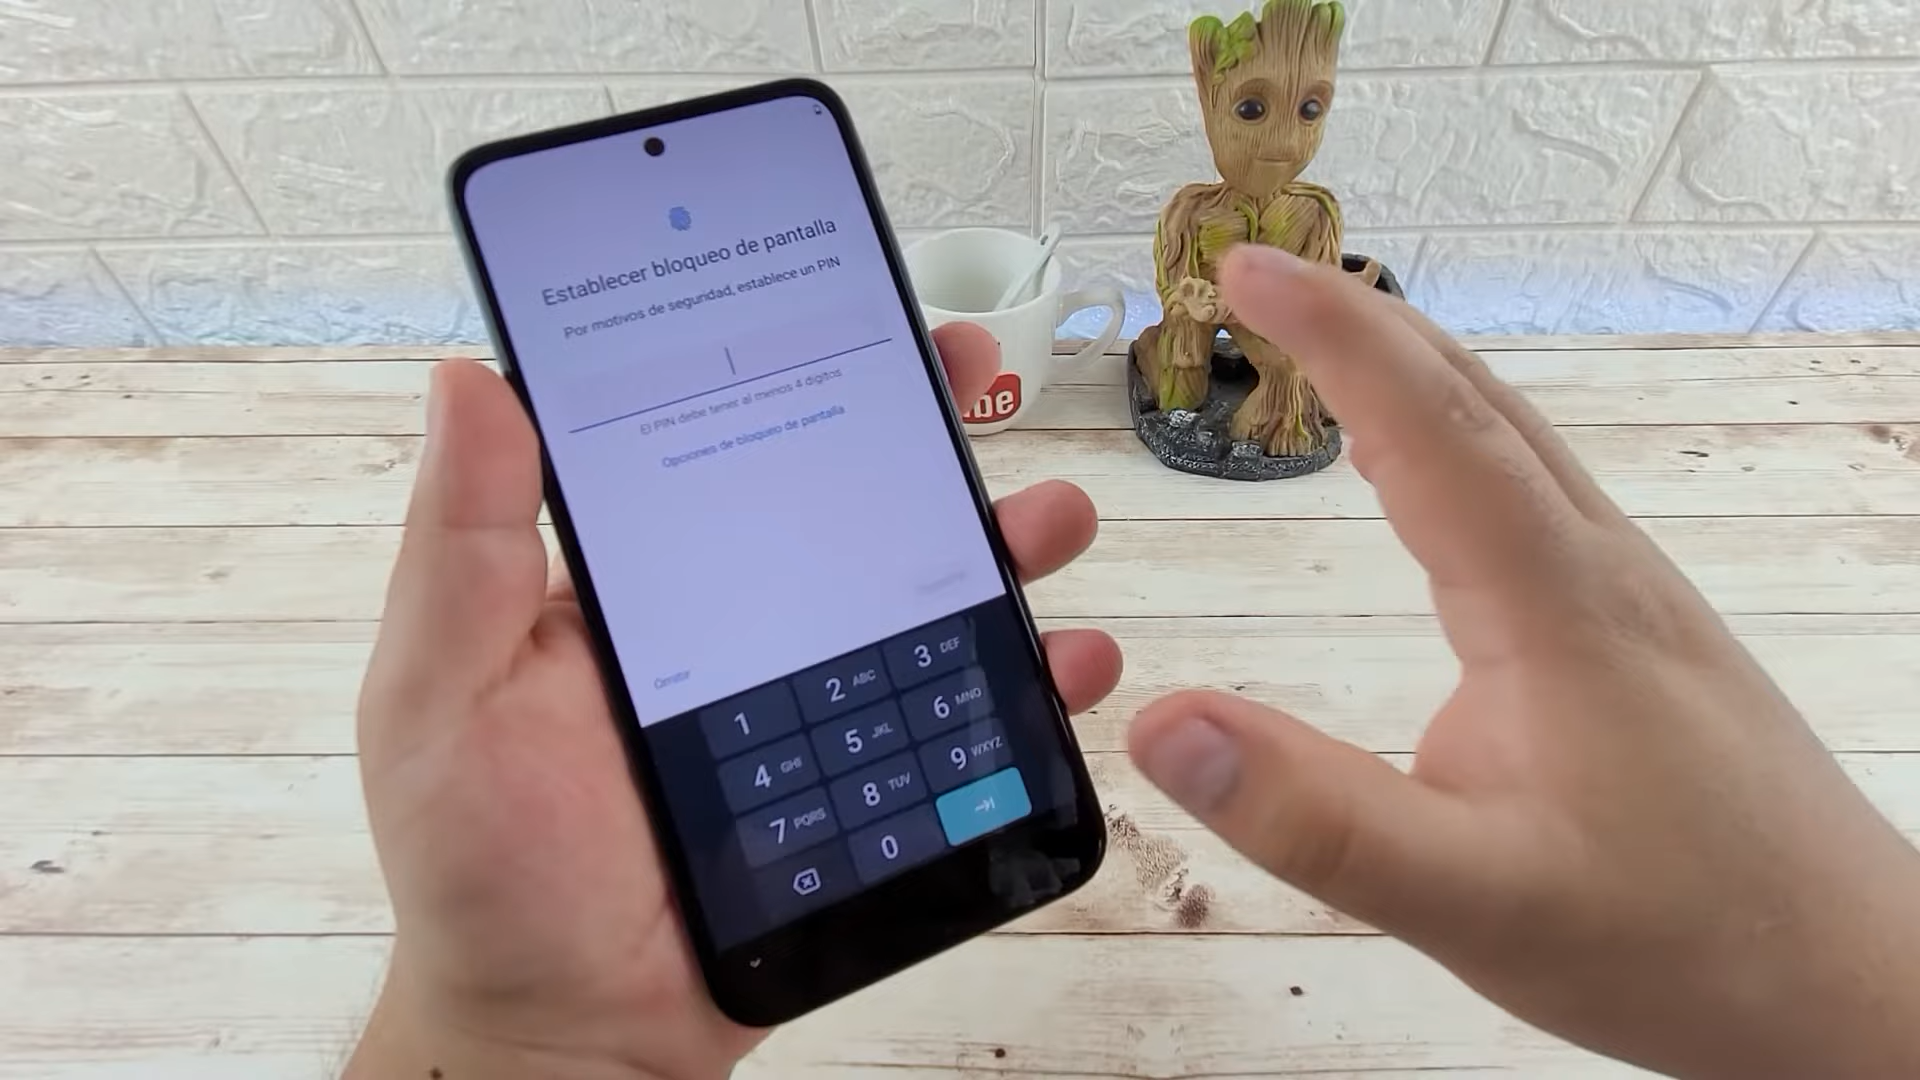 Establecer bloqueo de pantalla
Por motivos de seguridad, establece un PIN
El PIN debe tener al menos 4 dígitos
Opciones de bloqueo de pantalla
Omitir
1
2 ABC
3 DEF
4 GHI
5 JKL
6 MNO
7 PQRS
8 TUV
9 WXYZ
0
be